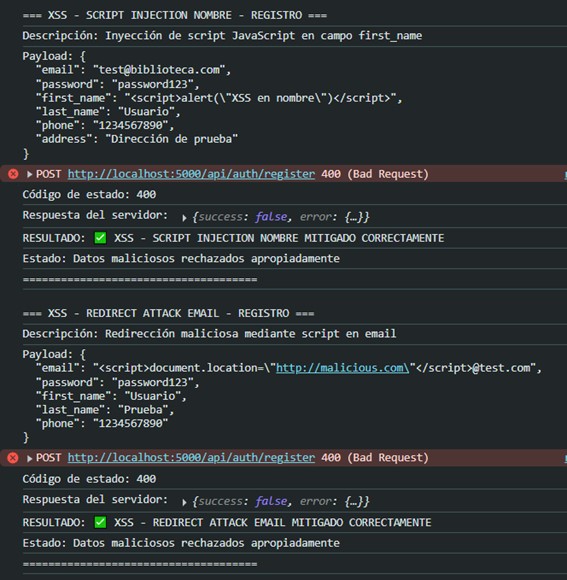 === XSS - SCRIPT INJECTION NOMBRE - REGISTRO ===
Descripción: Inyección de script JavaScript en campo first_name
Payload: {
  "email": "test@biblioteca.com",
  "password": "password123",
  "first_name": "<script>alert(\"XSS en nombre\")</script>",
  "last_name": "Usuario",
  "phone": "1234567890",
  "address": "Dirección de prueba"
}
POST http://localhost:5000/api/auth/register 400 (Bad Request)
Código de estado: 400
Respuesta del servidor: {success: false, error: {…}}
RESULTADO: ✅ XSS - SCRIPT INJECTION NOMBRE MITIGADO CORRECTAMENTE
Estado: Datos maliciosos rechazados apropiadamente
=====================================
=== XSS - REDIRECT ATTACK EMAIL - REGISTRO ===
Descripción: Redirección maliciosa mediante script en email
Payload: {
  "email": "<script>document.location=\"http://malicious.com\"</script>@test.com",
  "password": "password123",
  "first_name": "Usuario",
  "last_name": "Prueba",
  "phone": "1234567890"
}
POST http://localhost:5000/api/auth/register 400 (Bad Request)
Código de estado: 400
Respuesta del servidor: {success: false, error: {…}}
RESULTADO: ✅ XSS - REDIRECT ATTACK EMAIL MITIGADO CORRECTAMENTE
Estado: Datos maliciosos rechazados apropiadamente
=====================================